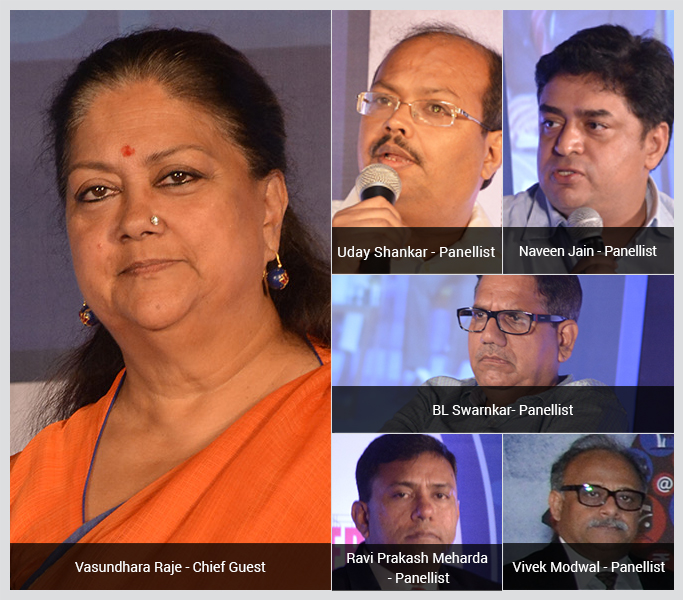 Uday Shankar - Panellist
Naveen Jain - Panellist
BL Swarnkar- Panellist
Vasundhara Raje - Chief Guest
Ravi Prakash Meharda
- Panellist
Vivek Modwal - Panellist
@